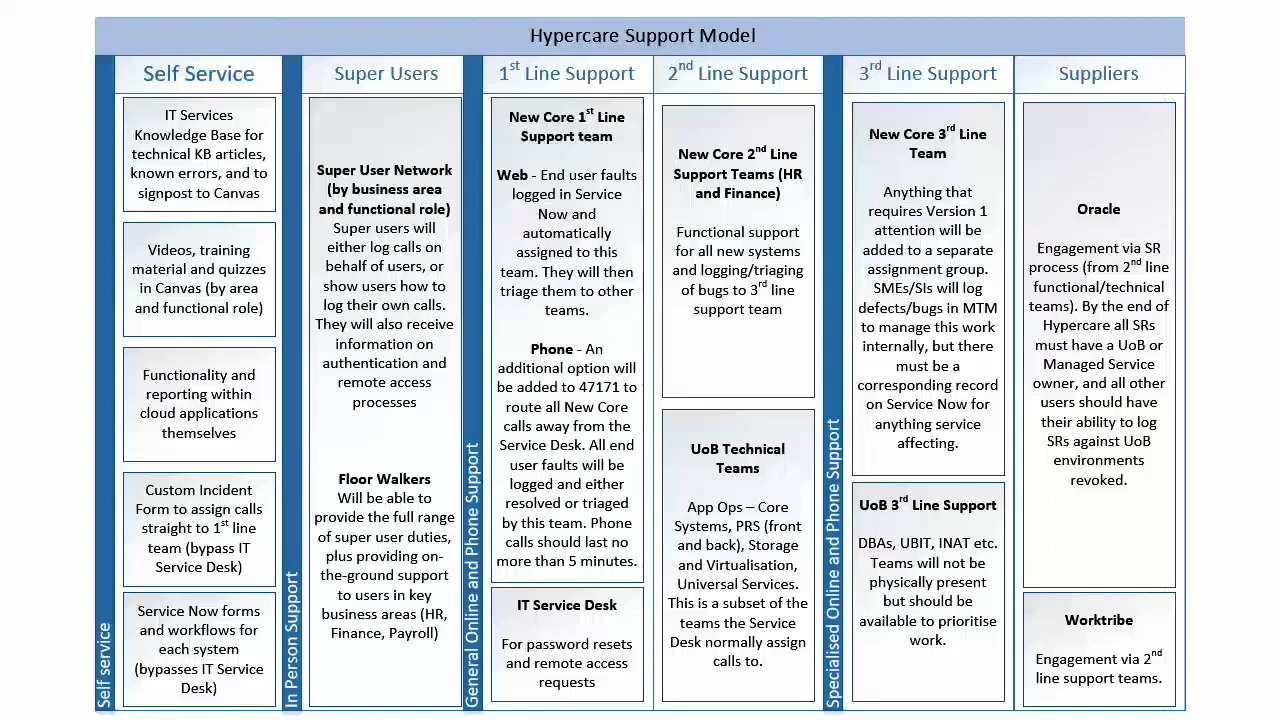 Hypercare Support Model
Self service
Self Service
IT Services
Knowledge Base for
technical KB articles,
known errors, and to
signpost to Canvas
Videos, training
material and quizzes
in Canvas (by area
and functional role)
Functionality and
reporting within
cloud applications
themselves
Custom Incident
Form to assign calls
straight to 1st line
team (bypass IT
Service Desk)
Service Now forms
and workflows for
each system
(bypasses IT Service
Desk)
In Person Support
Super Users
Super User Network
(by business area
and functional role)
Super users will
either log calls on
behalf of users, or
show users how to
log their own calls.
They will also receive
information on
authentication and
remote access
processes
Floor Walkers
Will be able to
provide the full range
of super user duties,
plus providing on-
the-ground support
to users in key
business areas (HR,
Finance, Payroll)
General Online and Phone Support
1st Line Support
New Core 1st Line
Support team
Web - End user faults
logged in Service
Now and
automatically
assigned to this
team. They will then
triage them to other
teams.
Phone - An
additional option will
be added to 47171 to
route all New Core
calls away from the
Service Desk. All end
user faults will be
logged and either
resolved or triaged
by this team. Phone
calls should last no
more than 5 minutes.
IT Service Desk
For password resets
and remote access
requests
2nd Line Support
New Core 2nd Line
Support Teams (HR
and Finance)
Functional support
for all new systems
and logging/triaging
of bugs to 3rd line
support team
UoB Technical
Teams
App Ops – Core
Systems, PRS (front
and back), Storage
and Virtualisation,
Universal Services.
This is a subset of the
teams the Service
Desk normally assign
calls to.
Specialised Online and Phone Support
3rd Line Support
New Core 3rd Line
Team
Anything that
requires Version 1
attention will be
added to a separate
assignment group.
SMEs/SIs will log
defects/bugs in MTM
to manage this work
internally, but there
must be a
corresponding record
on Service Now for
anything service
affecting.
UoB 3rd Line Support
DBAs, UBIT, INAT etc.
Teams will not be
physically present
but should be
available to prioritise
work.
Suppliers
Oracle
Engagement via SR
process (from 2nd line
functional/technical
teams). By the end of
Hypercare all SRs
must have a UoB or
Managed Service
owner, and all other
users should have
their ability to log
SRs against UoB
environments
revoked.
Worktribe
Engagement via 2nd
line support teams.